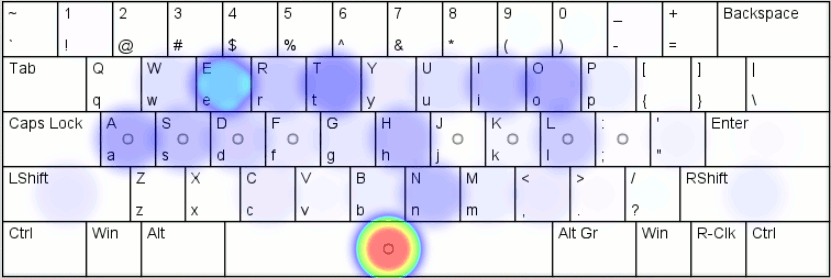 ~ 1 2 3 4 5 6 7 8 9 0 _ + Backspace
` ! @ # $ % ^ & * ( ) - =
Tab Q W E R T Y U I O P [ ] |
q w e r t y u i o p { } \
Caps Lock A S D F G H J K L : ' Enter
a s d f g h j k l ; "
LShift Z X C V B N M < > / RShift
z x c v b n m , . ?
Ctrl Win Alt Alt Gr Win R-Clk Ctrl